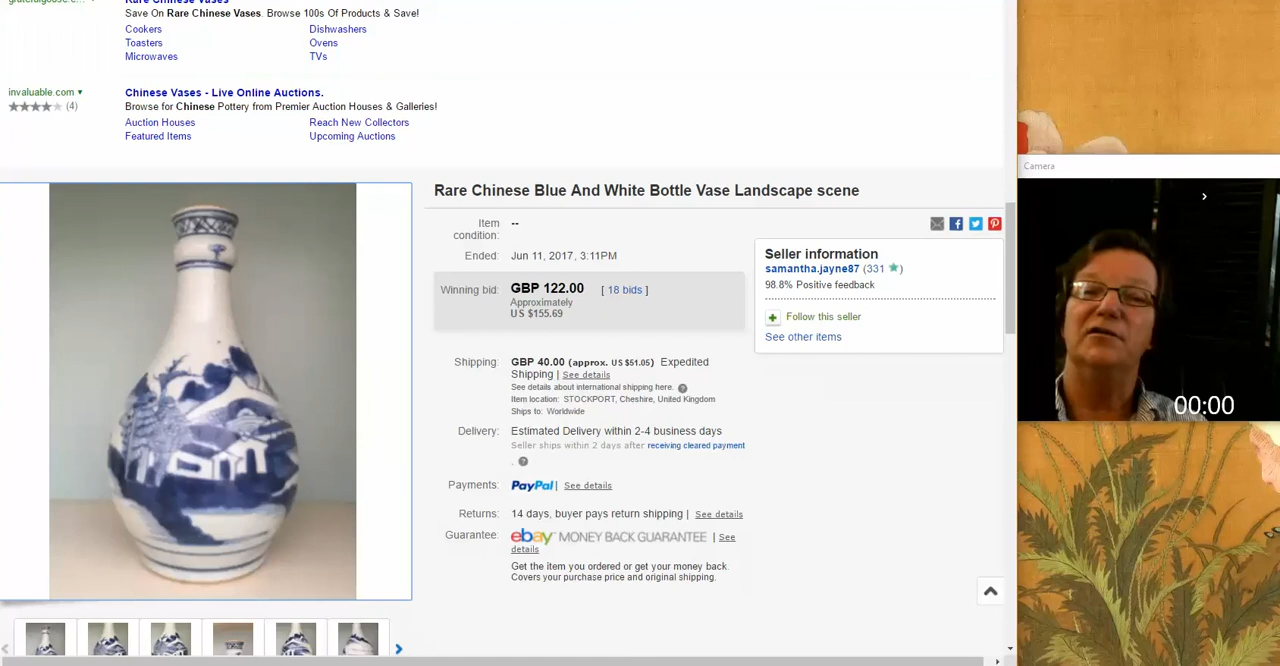 Rare Chinese Vases
Save On Rare Chinese Vases. Browse 100s Of Products & Save!
Cookers
Dishwashers
Toasters
Ovens
Microwaves
TVs
invaluable.com ▾
(4)
Chinese Vases - Live Online Auctions.
Browse for Chinese Pottery from Premier Auction Houses & Galleries!
Auction Houses
Reach New Collectors
Featured Items
Upcoming Auctions
Rare Chinese Blue And White Bottle Vase Landscape scene
Item
condition:
--
Ended:
Jun 11, 2017, 3:11PM
Winning bid:
GBP 122.00
[ 18 bids ]
Approximately
US $155.69
Shipping:
GBP 40.00 (approx. US $51.05) Expedited
Shipping | See details
See details about international shipping here. ?
Item location: STOCKPORT, Cheshire, United Kingdom
Ships to: Worldwide
Delivery:
Estimated Delivery within 2-4 business days
Seller ships within 2 days after receiving cleared payment
. ?
Payments:
PayPal | See details
Returns:
14 days, buyer pays return shipping | See details
Guarantee:
ebay MONEY BACK GUARANTEE | See
details
Get the item you ordered or get your money back.
Covers your purchase price and original shipping.
Seller information
samantha.jayne87 (331 )
98.8% Positive feedback
Follow this seller
See other items
Camera
00:00